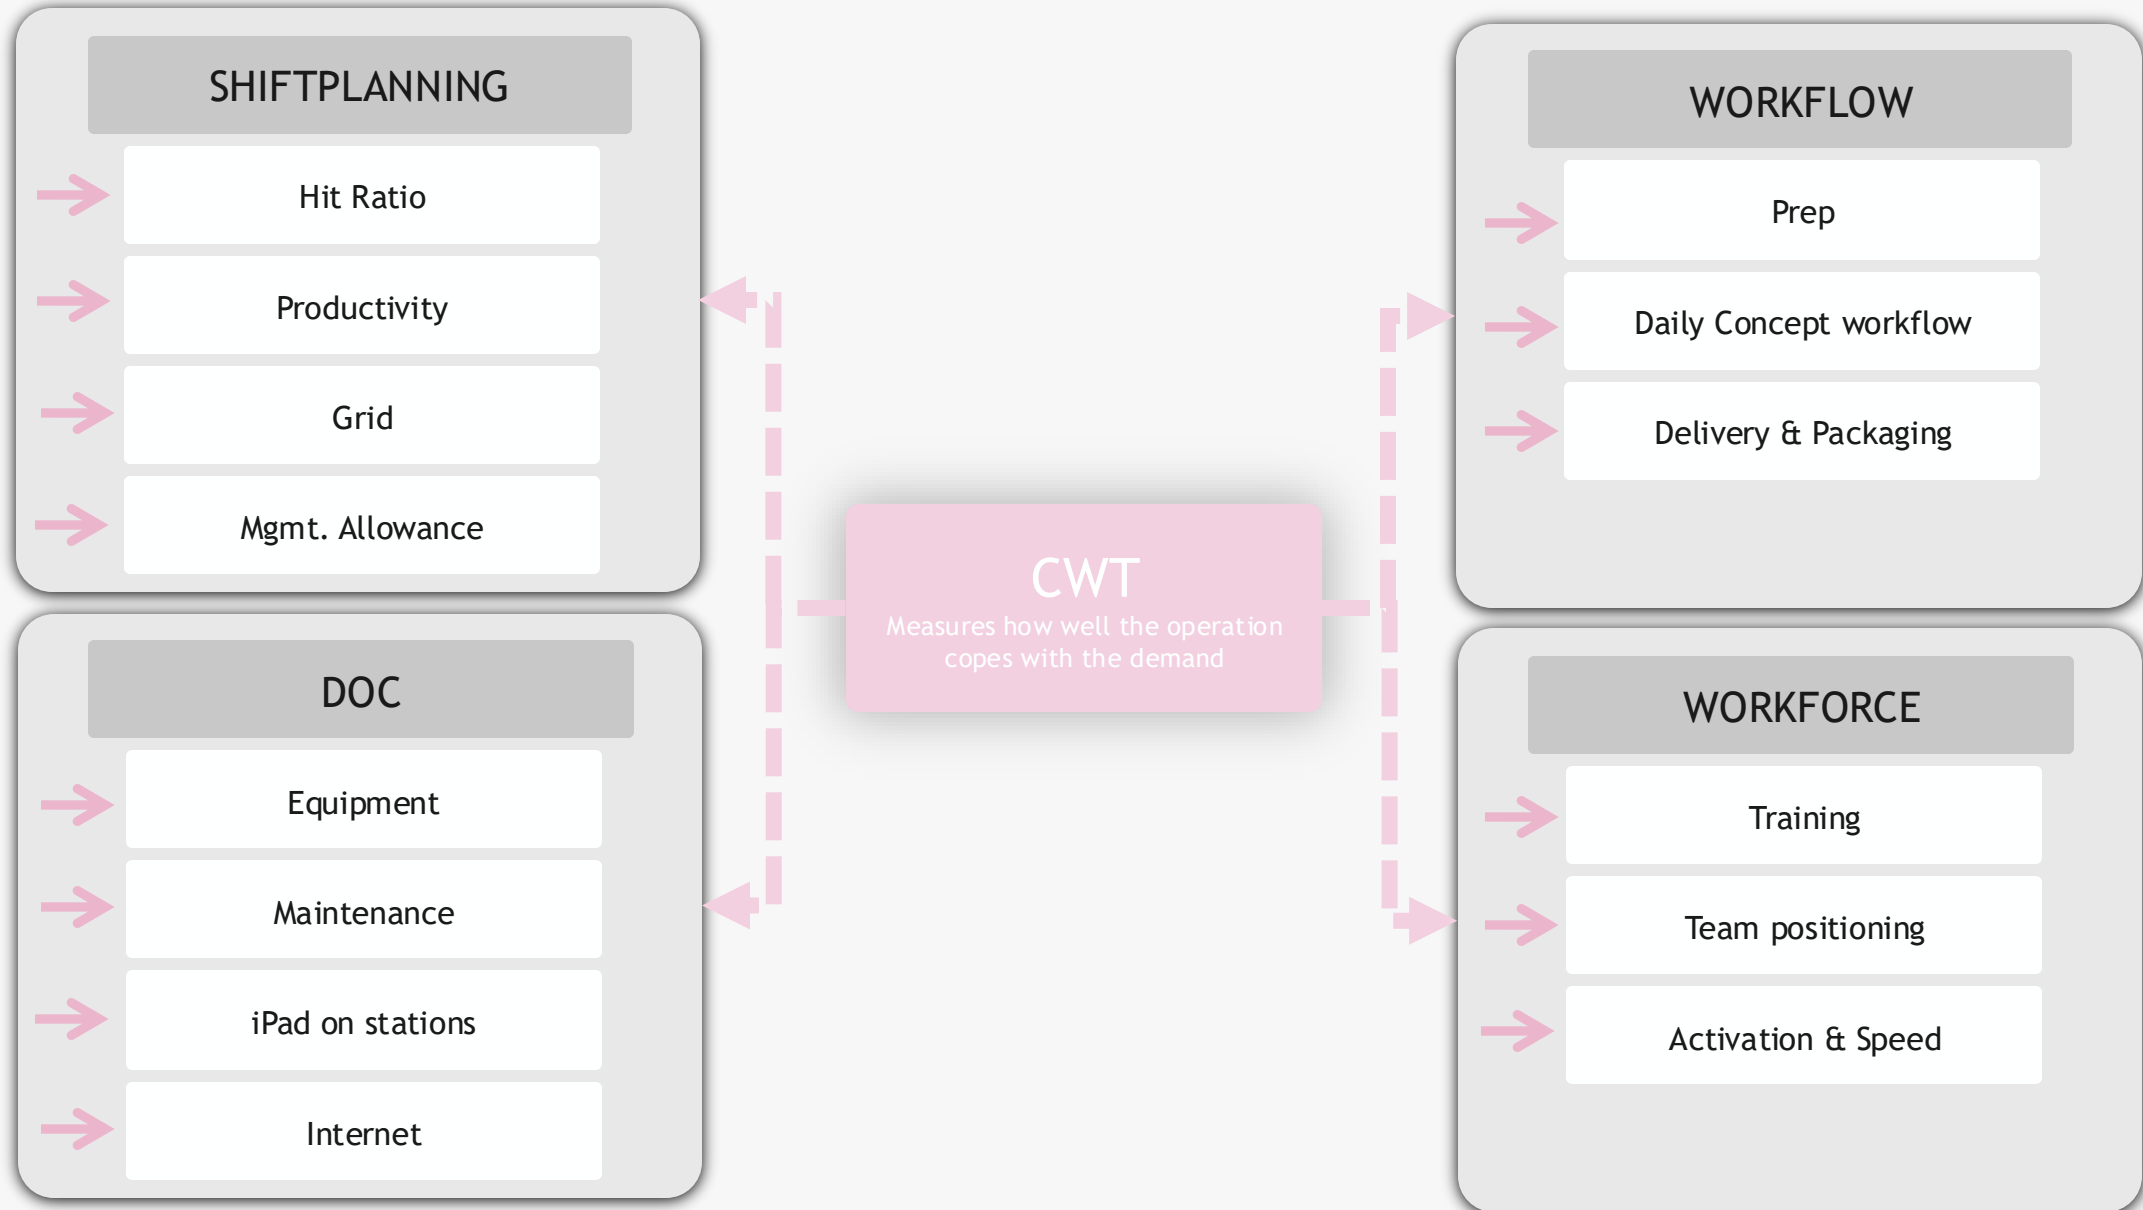 SHIFTPLANNING
Hit Ratio
Productivity
Grid
Mgmt. Allowance
DOC
Equipment
Maintenance
iPad on stations
Internet
CWT
Measures how well the operation
copes with the demand
WORKFLOW
Prep
Daily Concept workflow
Delivery & Packaging
WORKFORCE
Training
Team positioning
Activation & Speed